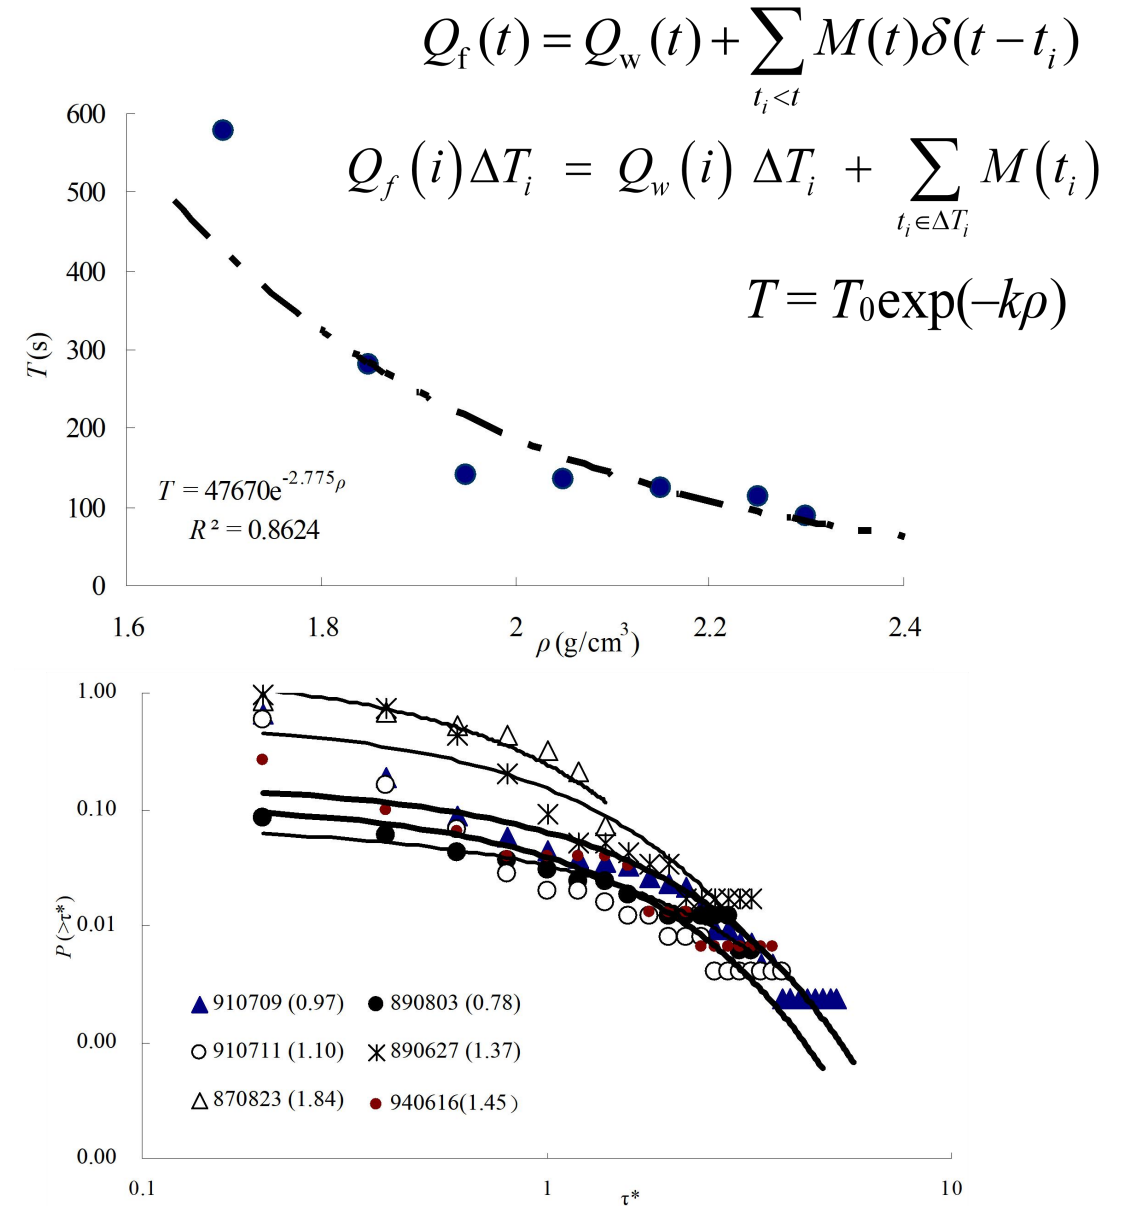 Q_f (t) = Q_w (t) + ∑_{t_i<t} M(t)δ(t − t_i)
Q_f (i) ΔT_i = Q_w (i) ΔT_i + ∑_{t_i∈ΔT_i} M(t_i)
T = T_0exp(–kρ)
600
500
400
300
200
100
0
T (s)
T = 47670e^{-2.775ρ}
R² = 0.8624
1.6 1.8 2 2.2 2.4
ρ (g/cm³)
1.00
0.10
0.01
0.00
0.00
P (>τ*)
910709 (0.97) 890803 (0.78)
910711 (1.10) 890627 (1.37)
870823 (1.84) 940616(1.45 )
0.1 1 10
τ*